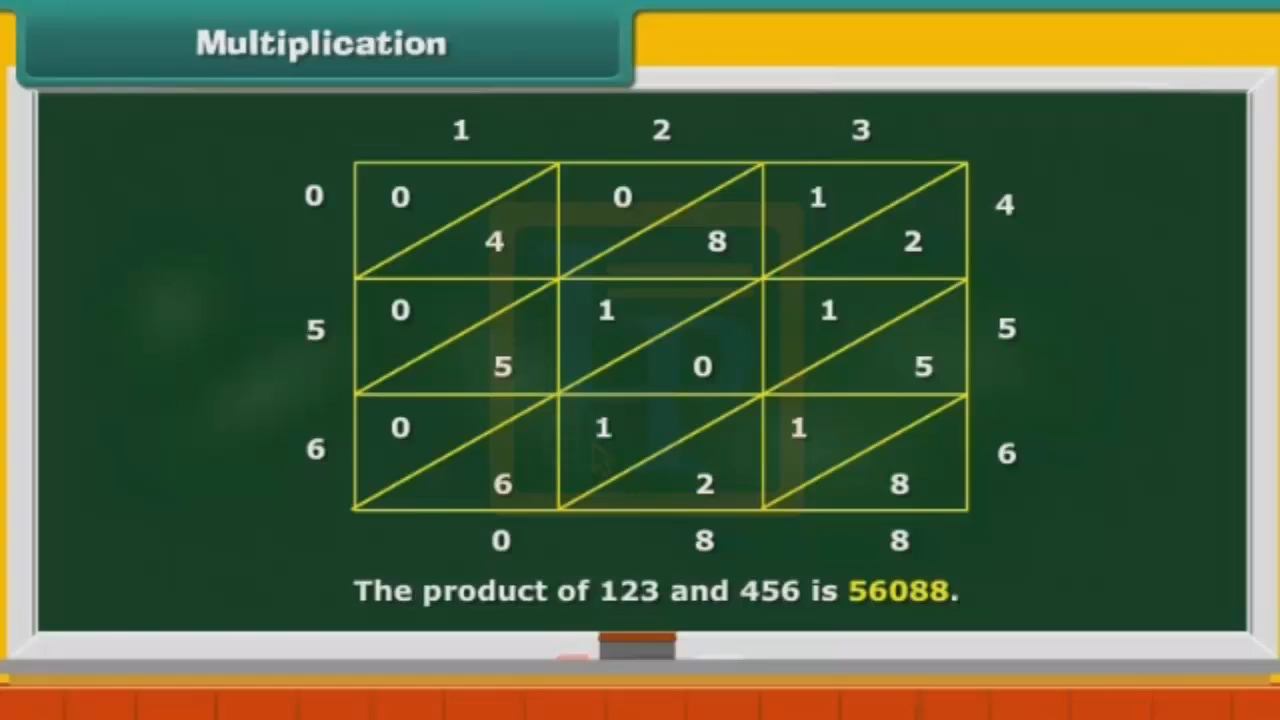 Multiplication
1 2 3
0 0 0 1 4
4 8 2
0 1 1
5 5
5 0 5
0 1 1
6 6
6 2 8
0 8 8
The product of 123 and 456 is 56088.